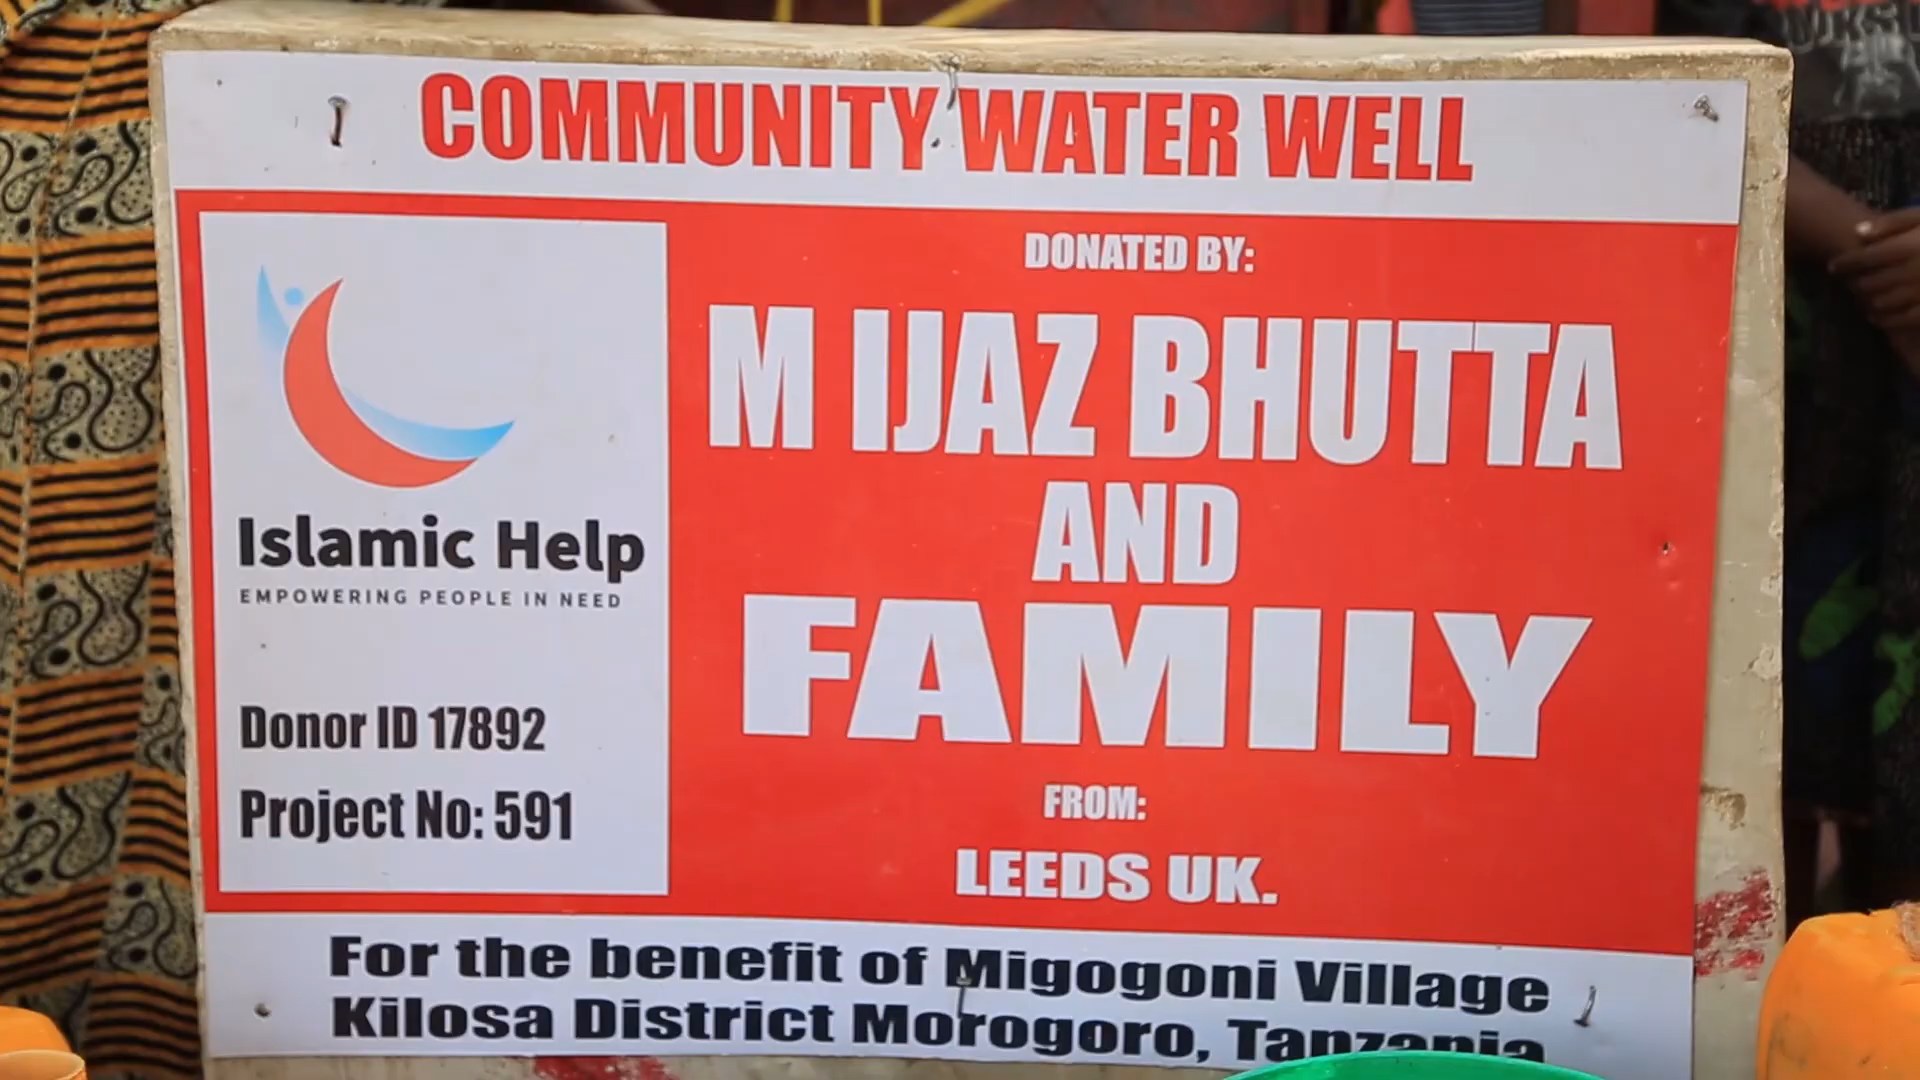 COMMUNITY WATER WELL
DONATED BY:
M IJAZ BHUTTA
AND
FAMILY
FROM:
LEEDS UK.
Islamic Help
EMPOWERING PEOPLE IN NEED
Donor ID 17892
Project No: 591
For the benefit of Migogoni Village
Kilosa District Morogoro, Tanzania